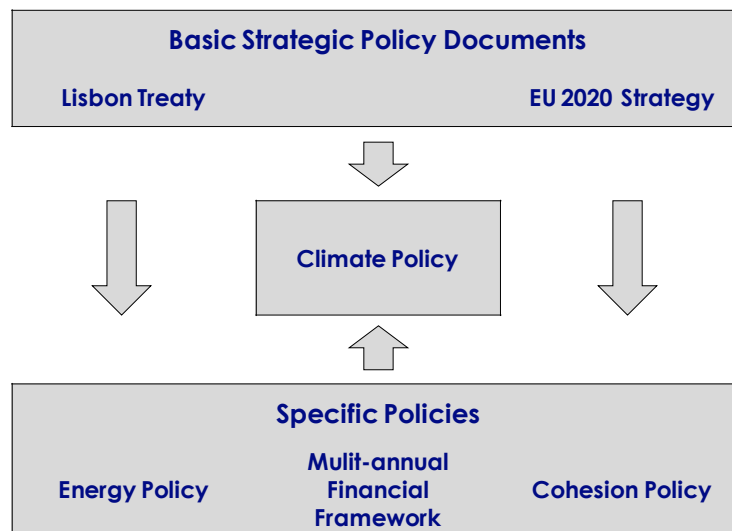 Basic Strategic Policy Documents
Lisbon Treaty
EU 2020 Strategy
Climate Policy
Specific Policies
Energy Policy
Mulit-annual
Financial
Framework
Cohesion Policy